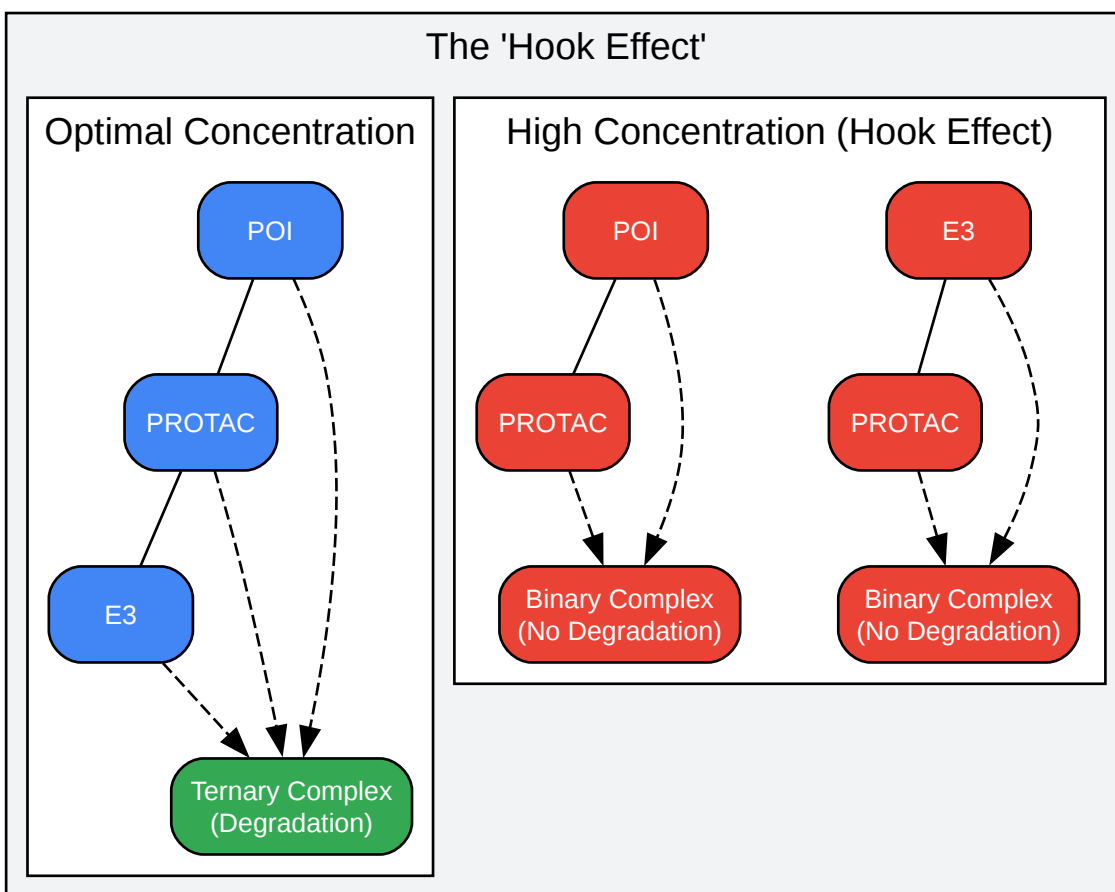 The 'Hook Effect'
Optimal Concentration
POI
PROTAC
E3
Ternary Complex
(Degradation)
High Concentration (Hook Effect)
POI
E3
PROTAC
PROTAC
Binary Complex
(No Degradation)
Binary Complex
(No Degradation)